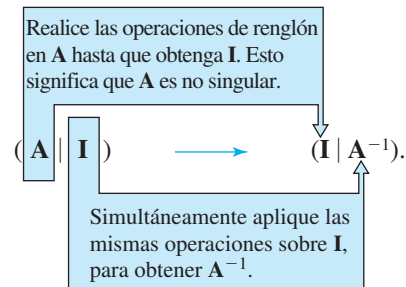 Realice las operaciones de renglón
en A hasta que obtenga I. Esto
significa que A es no singular.
( A | I ) ⟶ (I | A⁻¹).
Simultáneamente aplique las
mismas operaciones sobre I,
para obtener A⁻¹.